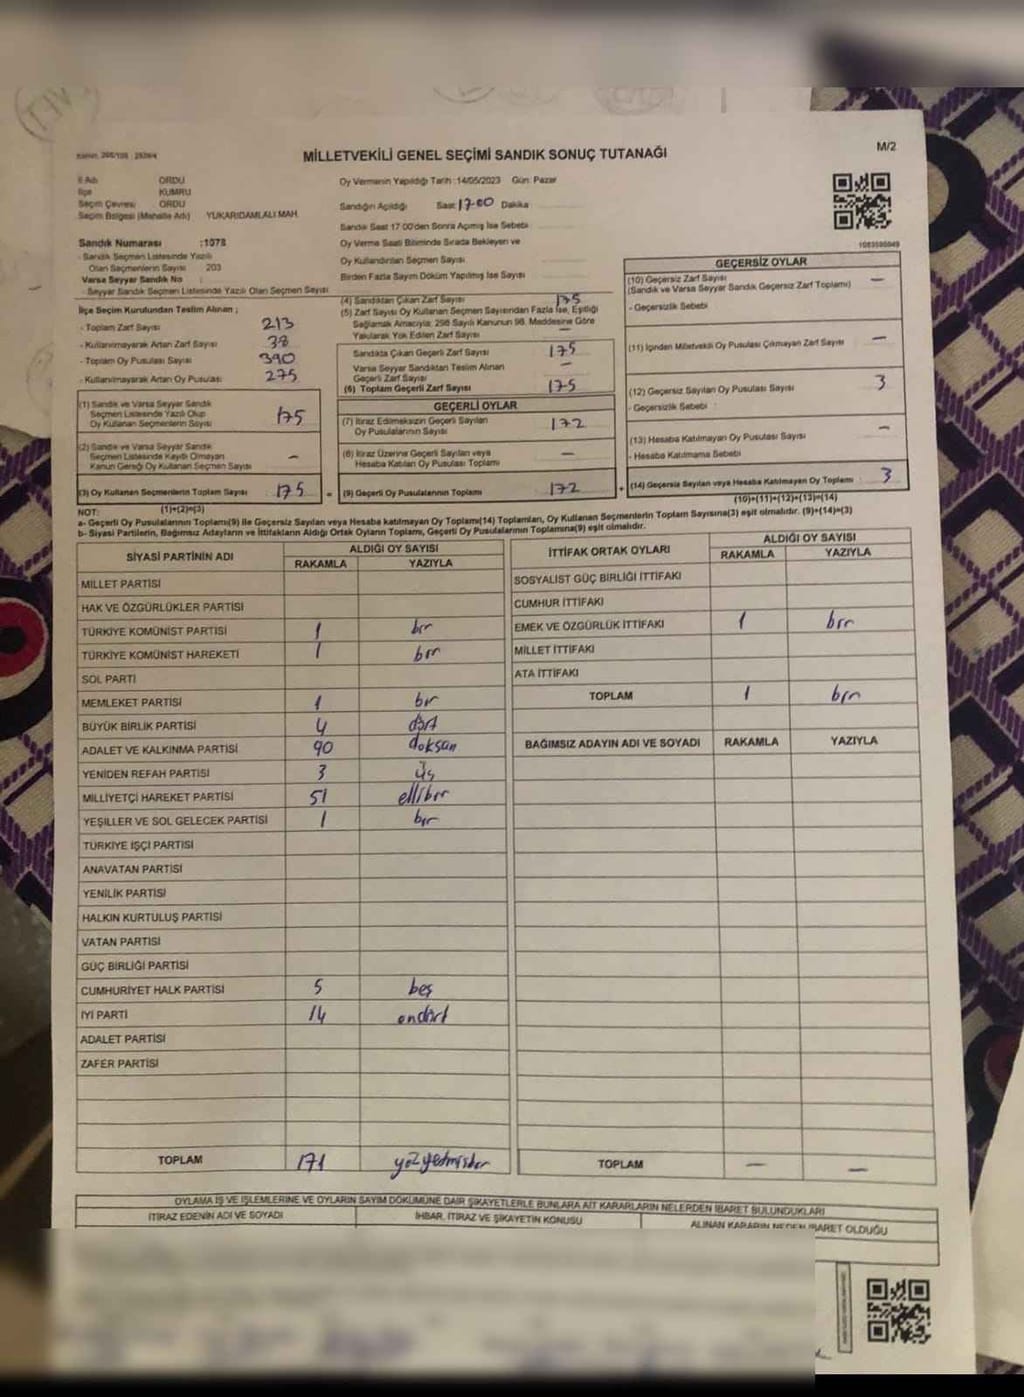 MİLLETVEKİLİ GENEL SEÇİMİ SANDIK SONUÇ TUTANAĞI
M/2
İl Adı ORDU
İlçe KUMRU
Seçim Çevresi ORDU
Seçim Bölgesi (Mahalle Adı) YUKARIDAMLALI MAH.
Sandık Numarası :1078
- Sandık Seçmen Listesinde Yazılı
Olan Seçmenlerin Sayısı 203
Varsa Seyyar Sandık No :
- Seyyar Sandık Seçmen Listesinde Yazılı Olan Seçmen Sayısı
Oy Vermenin Yapıldığı Tarih :14/05/2023 Gün: Pazar
Sandığın Açıldığı Saat 17-00 Dakika
Sandık Saat 17:00'den Sonra Açılmış İse Sebebi
Oy Verme Saati Bitiminde Sırada Bekleyen ve
Oy Kullandırılan Seçmen Sayısı
Birden Fazla Sayım Döküm Yapılmış İse Sayısı
İlçe Seçim Kurulundan Teslim Alınan ;
- Toplam Zarf Sayısı 213
- Kullanılmayarak Artan Zarf Sayısı 38
- Toplam Oy Pusulası Sayısı 390
- Kullanılmayarak Artan Oy Pusulası 275
(1) Sandık ve Varsa Seyyar Sandık
Seçmen Listesinde Yazılı Olup
Oy Kullanan Seçmenlerin Sayısı 175
(2) Sandık ve Varsa Seyyar Sandık
Seçmen Listesinde Kaydı Olmayan
Kanun Gereği Oy Kullanan Seçmen Sayısı –
(3) Oy Kullanan Seçmenlerin Toplam Sayısı 175
(1)+(2)=(3)
(4) Sandıktan Çıkan Zarf Sayısı 175
(5) Zarf Sayısı Oy Kullanan Seçmen Sayısından Fazla İse, Eşitliği
Sağlamak Amacıyla; 298 Sayılı Kanunun 98. Maddesine Göre
Yakılarak Yok Edilen Zarf Sayısı –
Sandıkta Çıkan Geçerli Zarf Sayısı 175
Varsa Seyyar Sandıktan Teslim Alınan
Geçerli Zarf Sayısı –
(6) Toplam Geçerli Zarf Sayısı 175
GEÇERLİ OYLAR
(7) İtiraz Edilmeksizin Geçerli Sayılan
Oy Pusulalarının Sayısı 172
(8) İtiraz Üzerine Geçerli Sayılan veya
Hesaba Katılan Oy Pusulası Toplamı –
= (9) Geçerli Oy Pusulalarının Toplamı 172 +
1083590049
GEÇERSİZ OYLAR
(10) Geçersiz Zarf Sayısı –
(Sandık ve Varsa Seyyar Sandık Geçersiz Zarf Toplamı)
- Geçersizlik Sebebi
(11) İçinden Milletvekili Oy Pusulası Çıkmayan Zarf Sayısı –
(12) Geçersiz Sayılan Oy Pusulası Sayısı 3
- Geçersizlik Sebebi :
(13) Hesaba Katılmayan Oy Pusulası Sayısı –
- Hesaba Katılmama Sebebi
(14) Geçersiz Sayılan veya Hesaba Katılmayan Oy Toplamı 3
(10)+(11)+(12)+(13)=(14)
NOT:
a- Geçerli Oy Pusulalarının Toplamı(9) ile Geçersiz Sayılan veya Hesaba katılmayan Oy Toplamı(14) Toplamları, Oy Kullanan Seçmenlerin Toplam Sayısına(3) eşit olmalıdır. (9)+(14)=(3)
b- Siyasi Partilerin, Bağımsız Adayların ve İttifakların Aldığı Oyların Toplamı, Geçerli Oy Pusulalarının Toplamına(9) eşit olmalıdır.
SİYASİ PARTİNİN ADI ALDIĞI OY SAYISI
RAKAMLA YAZIYLA
MİLLET PARTİSİ
HAK VE ÖZGÜRLÜKLER PARTİSİ
TÜRKİYE KOMÜNİST PARTİSİ 1 bir
TÜRKİYE KOMÜNİST HAREKETİ 1 bir
SOL PARTİ
MEMLEKET PARTİSİ 1 bir
BÜYÜK BİRLİK PARTİSİ 4 dört
ADALET VE KALKINMA PARTİSİ 90 doksan
YENİDEN REFAH PARTİSİ 3 üç
MİLLİYETÇİ HAREKET PARTİSİ 51 ellibir
YEŞİLLER VE SOL GELECEK PARTİSİ 1 bir
TÜRKİYE İŞÇİ PARTİSİ
ANAVATAN PARTİSİ
YENİLİK PARTİSİ
HALKIN KURTULUŞ PARTİSİ
VATAN PARTİSİ
GÜÇ BİRLİĞİ PARTİSİ
CUMHURİYET HALK PARTİSİ 5 beş
İYİ PARTİ 14 ondört
ADALET PARTİSİ
ZAFER PARTİSİ
TOPLAM 171 yüzyetmişbir
İTTİFAK ORTAK OYLARI ALDIĞI OY SAYISI
RAKAMLA YAZIYLA
SOSYALİST GÜÇ BİRLİĞİ İTTİFAKI
CUMHUR İTTİFAKI
EMEK VE ÖZGÜRLÜK İTTİFAKI 1 bir
MİLLET İTTİFAKI
ATA İTTİFAKI
TOPLAM 1 bir
BAĞIMSIZ ADAYIN ADI VE SOYADI RAKAMLA YAZIYLA
TOPLAM – –
OYLAMA İŞ VE İŞLEMLERİNE VE OYLARIN SAYIM DÖKÜMÜNE DAİR ŞİKAYETLERLE BUNLARA AİT KARARLARIN NELERDEN İBARET BULUNDUKLARI
İTİRAZ EDENİN ADI VE SOYADI İHBAR, İTİRAZ VE ŞİKAYETİN KONUSU ALINAN KARARIN NEDEN İBARET OLDUĞU